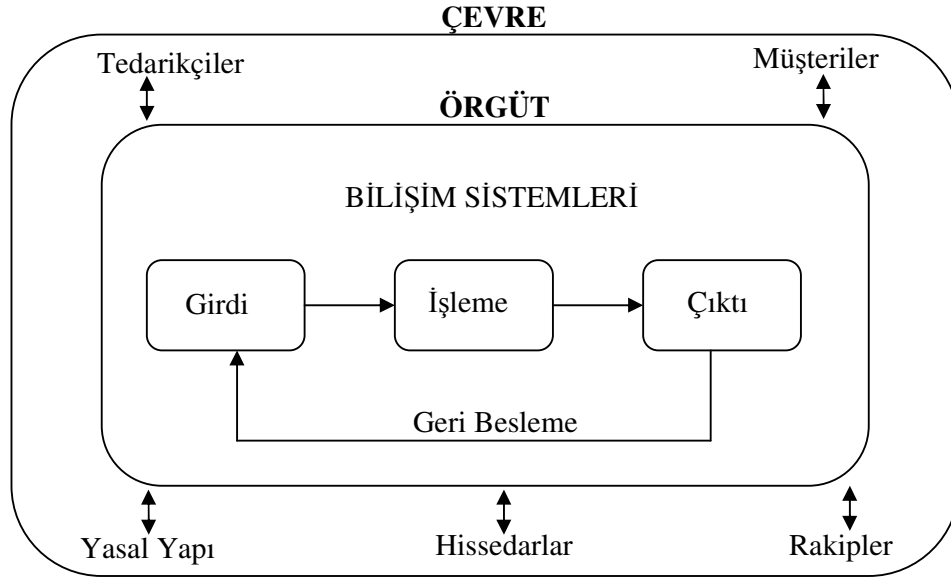 ÇEVRE
Tedarikçiler
Müşteriler
ÖRGÜT
BİLİŞİM SİSTEMLERİ
Girdi
İşleme
Çıktı
Geri Besleme
Yasal Yapı
Hissedarlar
Rakipler